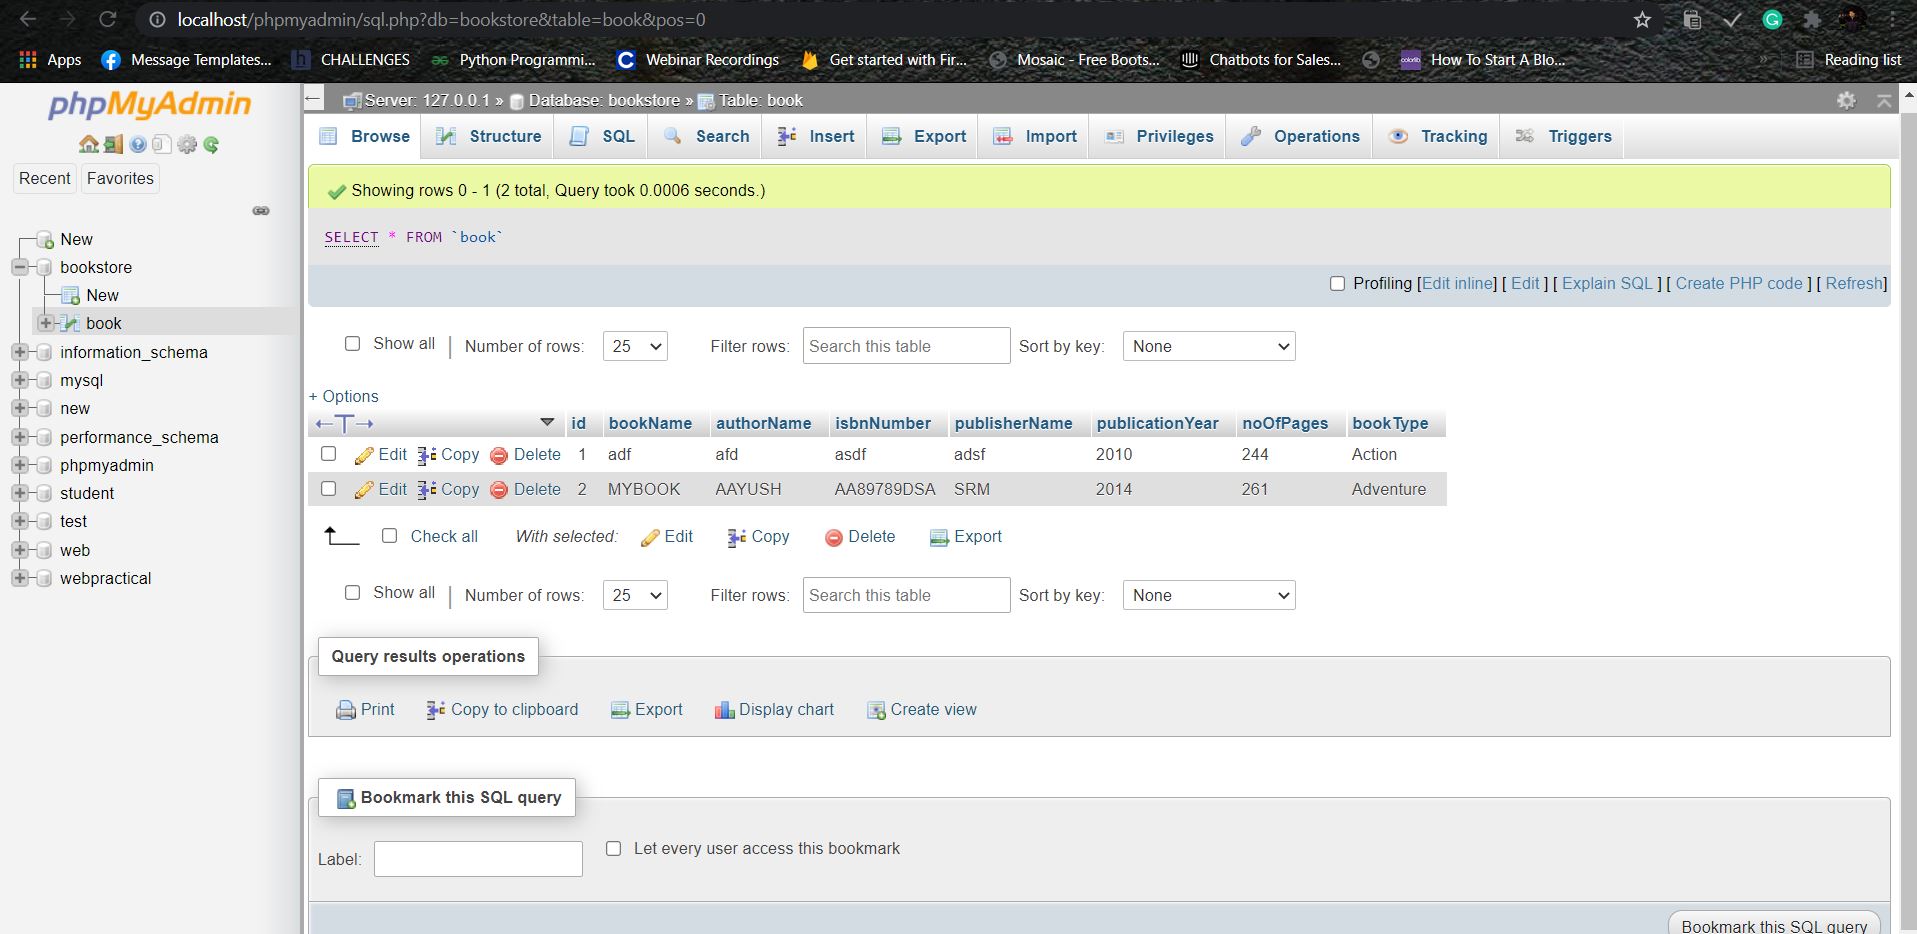 localhost/phpmyadmin/sql.php?db=bookstore&table=book&pos=0
Apps Message Templates... CHALLENGES Python Programmi... Webinar Recordings Get started with Fir... Mosaic - Free Boots... Chatbots for Sales... How To Start A Blo... » Reading list
phpMyAdmin
Recent Favorites
New
bookstore
New
book
information_schema
mysql
new
performance_schema
phpmyadmin
student
test
web
webpractical
Server: 127.0.0.1 » Database: bookstore » Table: book
Browse Structure SQL Search Insert Export Import Privileges Operations Tracking Triggers
Showing rows 0 - 1 (2 total, Query took 0.0006 seconds.)
SELECT * FROM `book`
Profiling [Edit inline] [ Edit ] [ Explain SQL ] [ Create PHP code ] [ Refresh]
Show all | Number of rows: 25 Filter rows: Search this table Sort by key: None
+ Options
←T→ id bookName authorName isbnNumber publisherName publicationYear noOfPages bookType
Edit Copy Delete 1 adf afd asdf adsf 2010 244 Action
Edit Copy Delete 2 MYBOOK AAYUSH AA89789DSA SRM 2014 261 Adventure
Check all With selected: Edit Copy Delete Export
Show all | Number of rows: 25 Filter rows: Search this table Sort by key: None
Query results operations
Print Copy to clipboard Export Display chart Create view
Bookmark this SQL query
Label: Let every user access this bookmark
Bookmark this SQL query